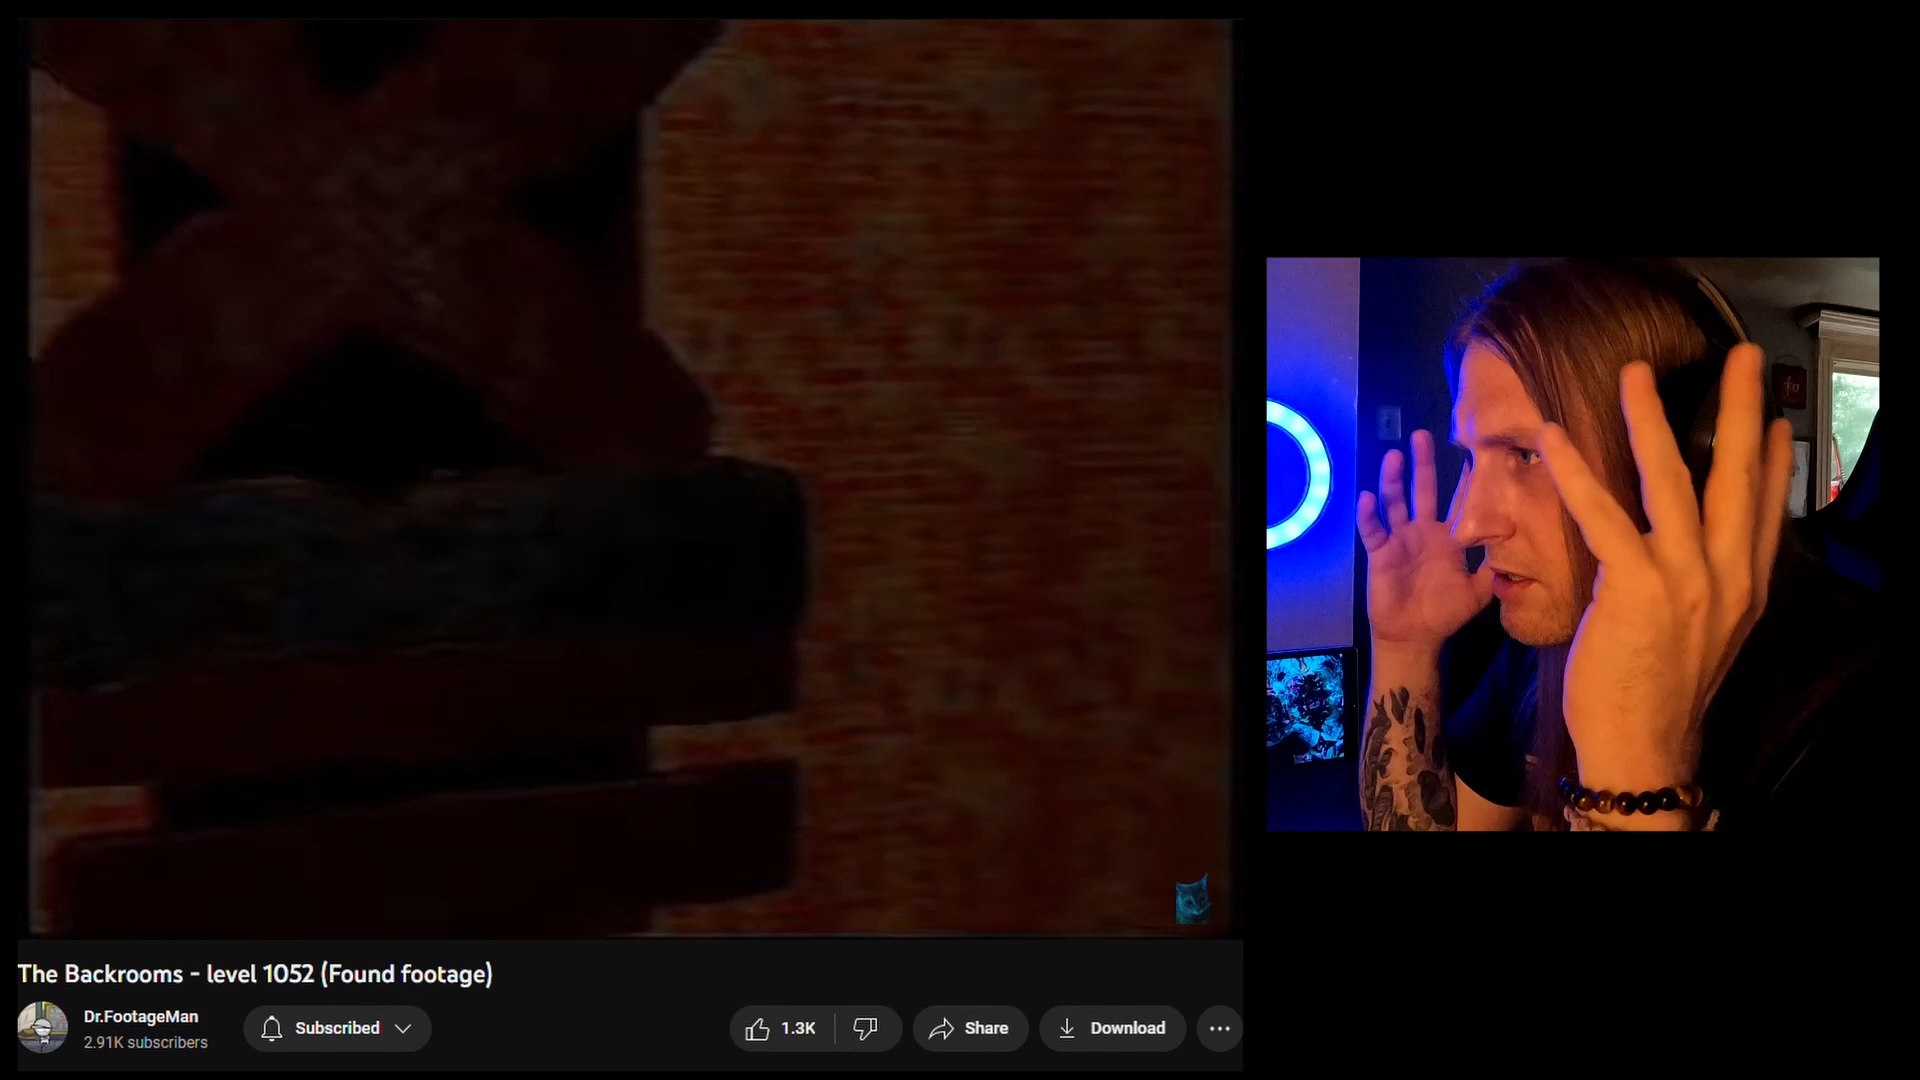 The Backrooms - level 1052 (Found footage)
Dr.FootageMan
2.91K subscribers
Subscribed
1.3K
Share
Download